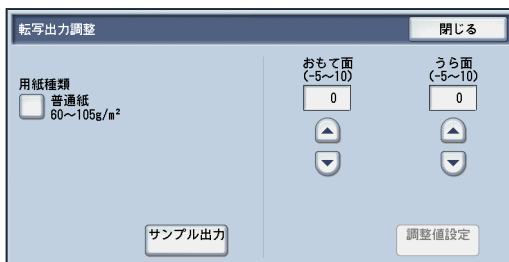 転写出力調整
閉じる
用紙種類
普通紙
60～105g/m²
おもて面
(-5～10)
0
うら面
(-5～10)
0
サンプル出力
調整値設定